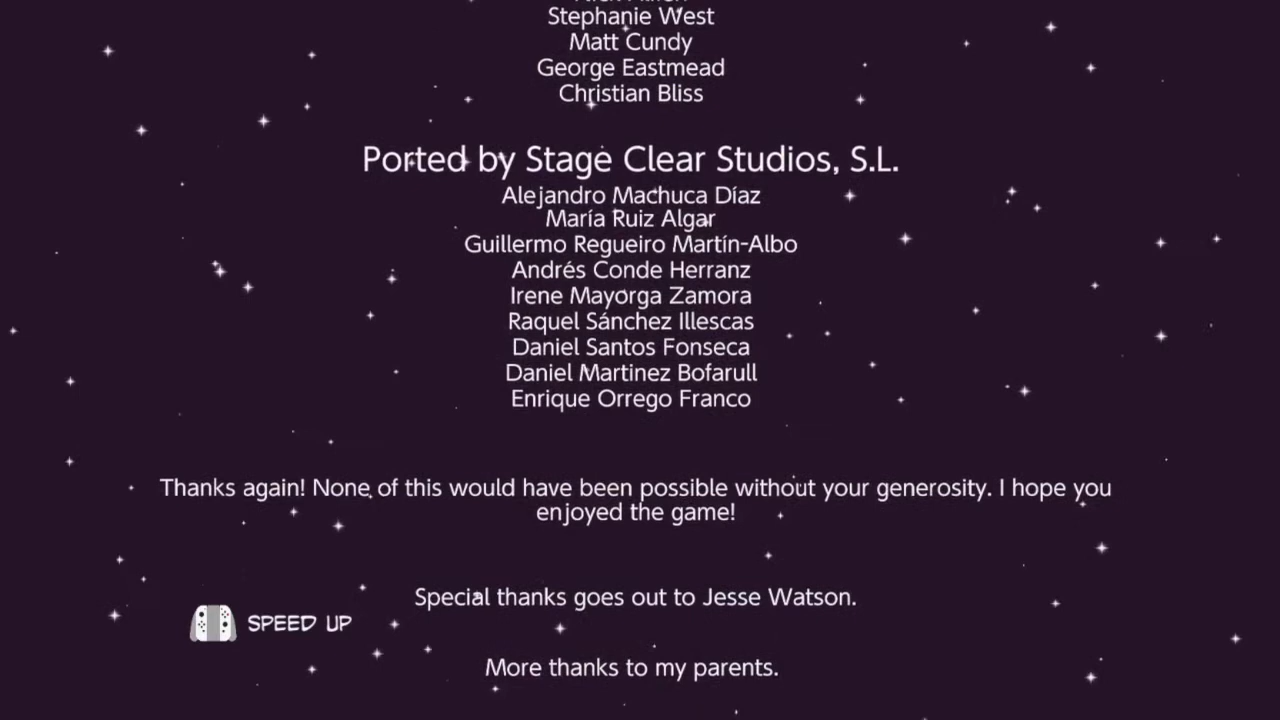 Stephanie West
Matt Cundy
George Eastmead
Christian Bliss
Ported by Stage Clear Studios, S.L.
Alejandro Machuca Díaz
María Ruiz Algar
Guillermo Regueiro Martín-Albo
Andrés Conde Herranz
Irene Mayorga Zamora
Raquel Sánchez Illescas
Daniel Santos Fonseca
Daniel Martinez Bofarull
Enrique Orrego Franco
Thanks again! None of this would have been possible without your generosity. I hope you
enjoyed the game!
Special thanks goes out to Jesse Watson.
SPEED UP
More thanks to my parents.